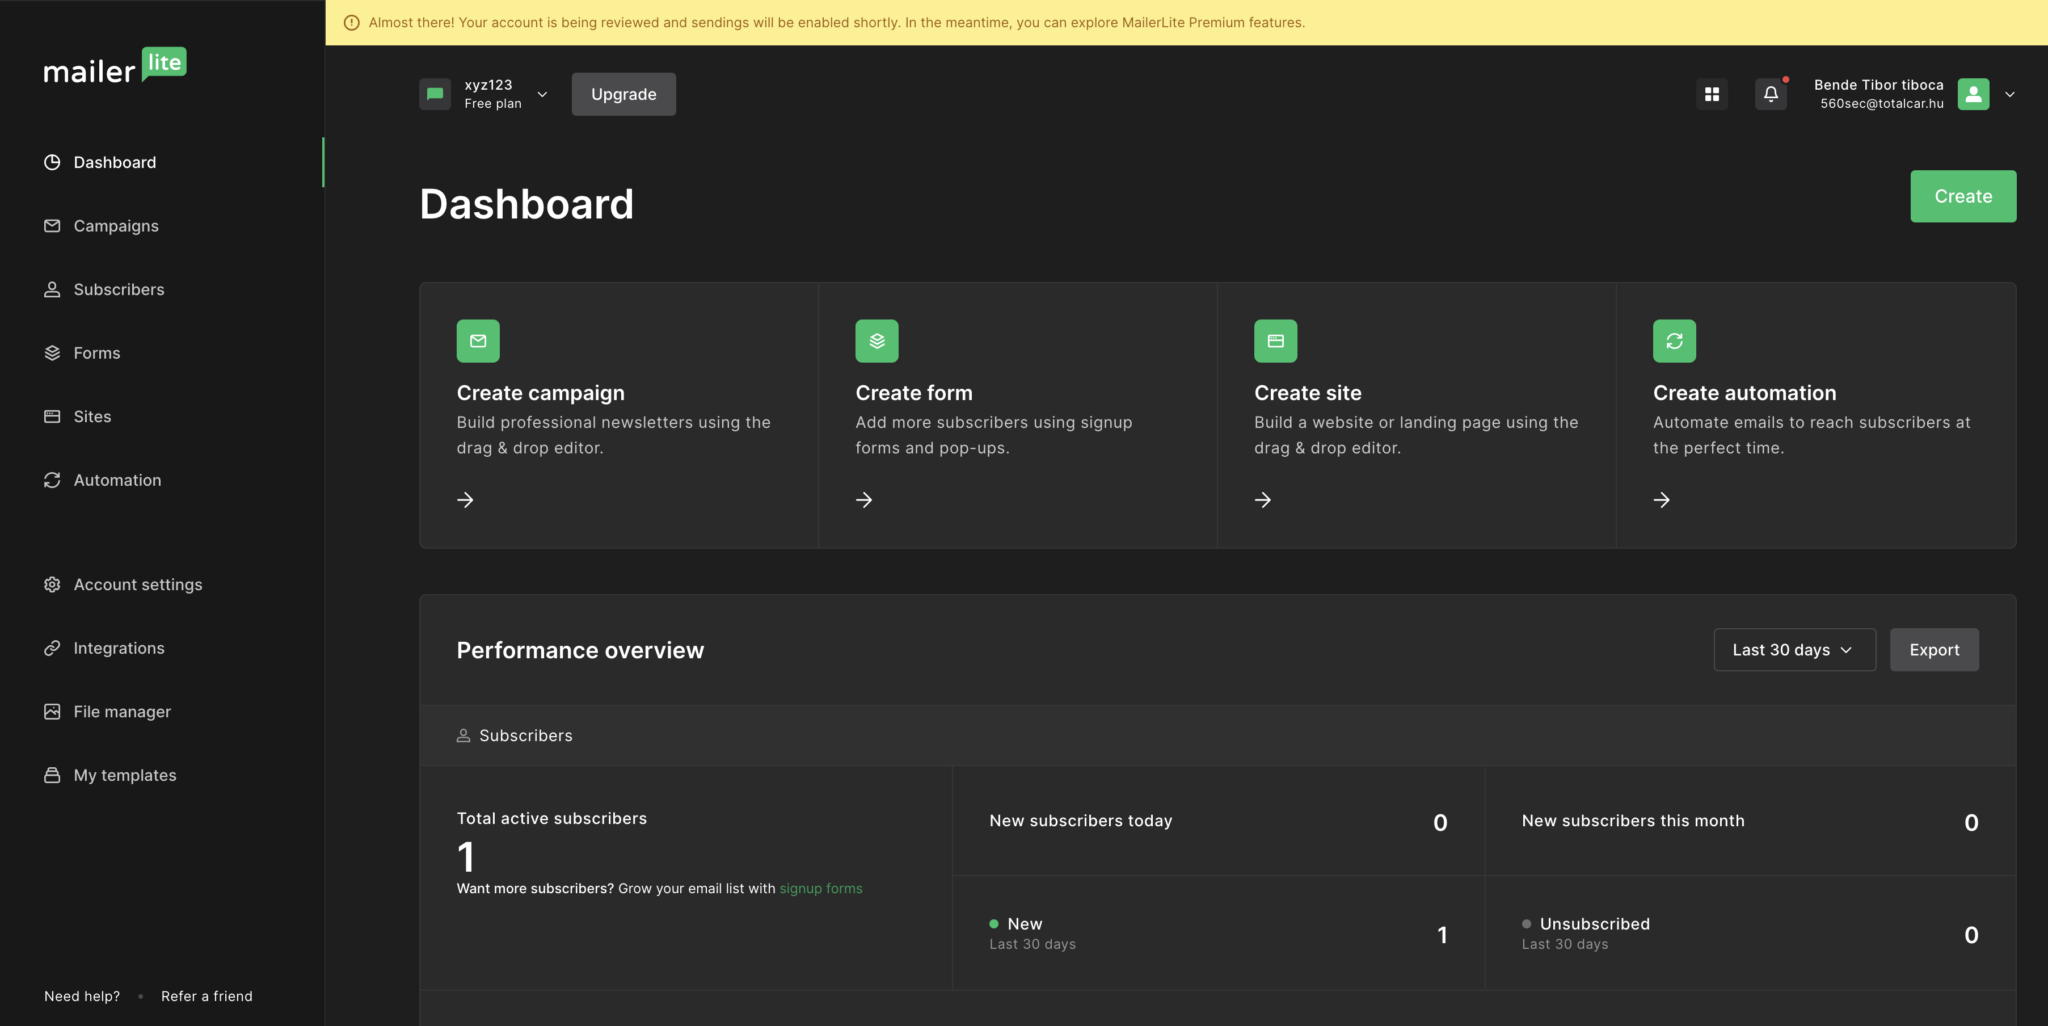 Almost there! Your account is being reviewed and sendings will be enabled shortly. In the meantime, you can explore MailerLite Premium features.
mailer lite
xyz123
Free plan
Upgrade
Bende Tibor tiboca
560sec@totalcar.hu
Dashboard
Campaigns
Subscribers
Forms
Sites
Automation
Account settings
Integrations
File manager
My templates
Need help? • Refer a friend
Dashboard
Create
Create campaign
Build professional newsletters using the
drag & drop editor.
Create form
Add more subscribers using signup
forms and pop-ups.
Create site
Build a website or landing page using the
drag & drop editor.
Create automation
Automate emails to reach subscribers at
the perfect time.
Performance overview
Last 30 days
Export
Subscribers
Total active subscribers
1
Want more subscribers? Grow your email list with signup forms
New subscribers today
0
New subscribers this month
0
New
Last 30 days
1
Unsubscribed
Last 30 days
0